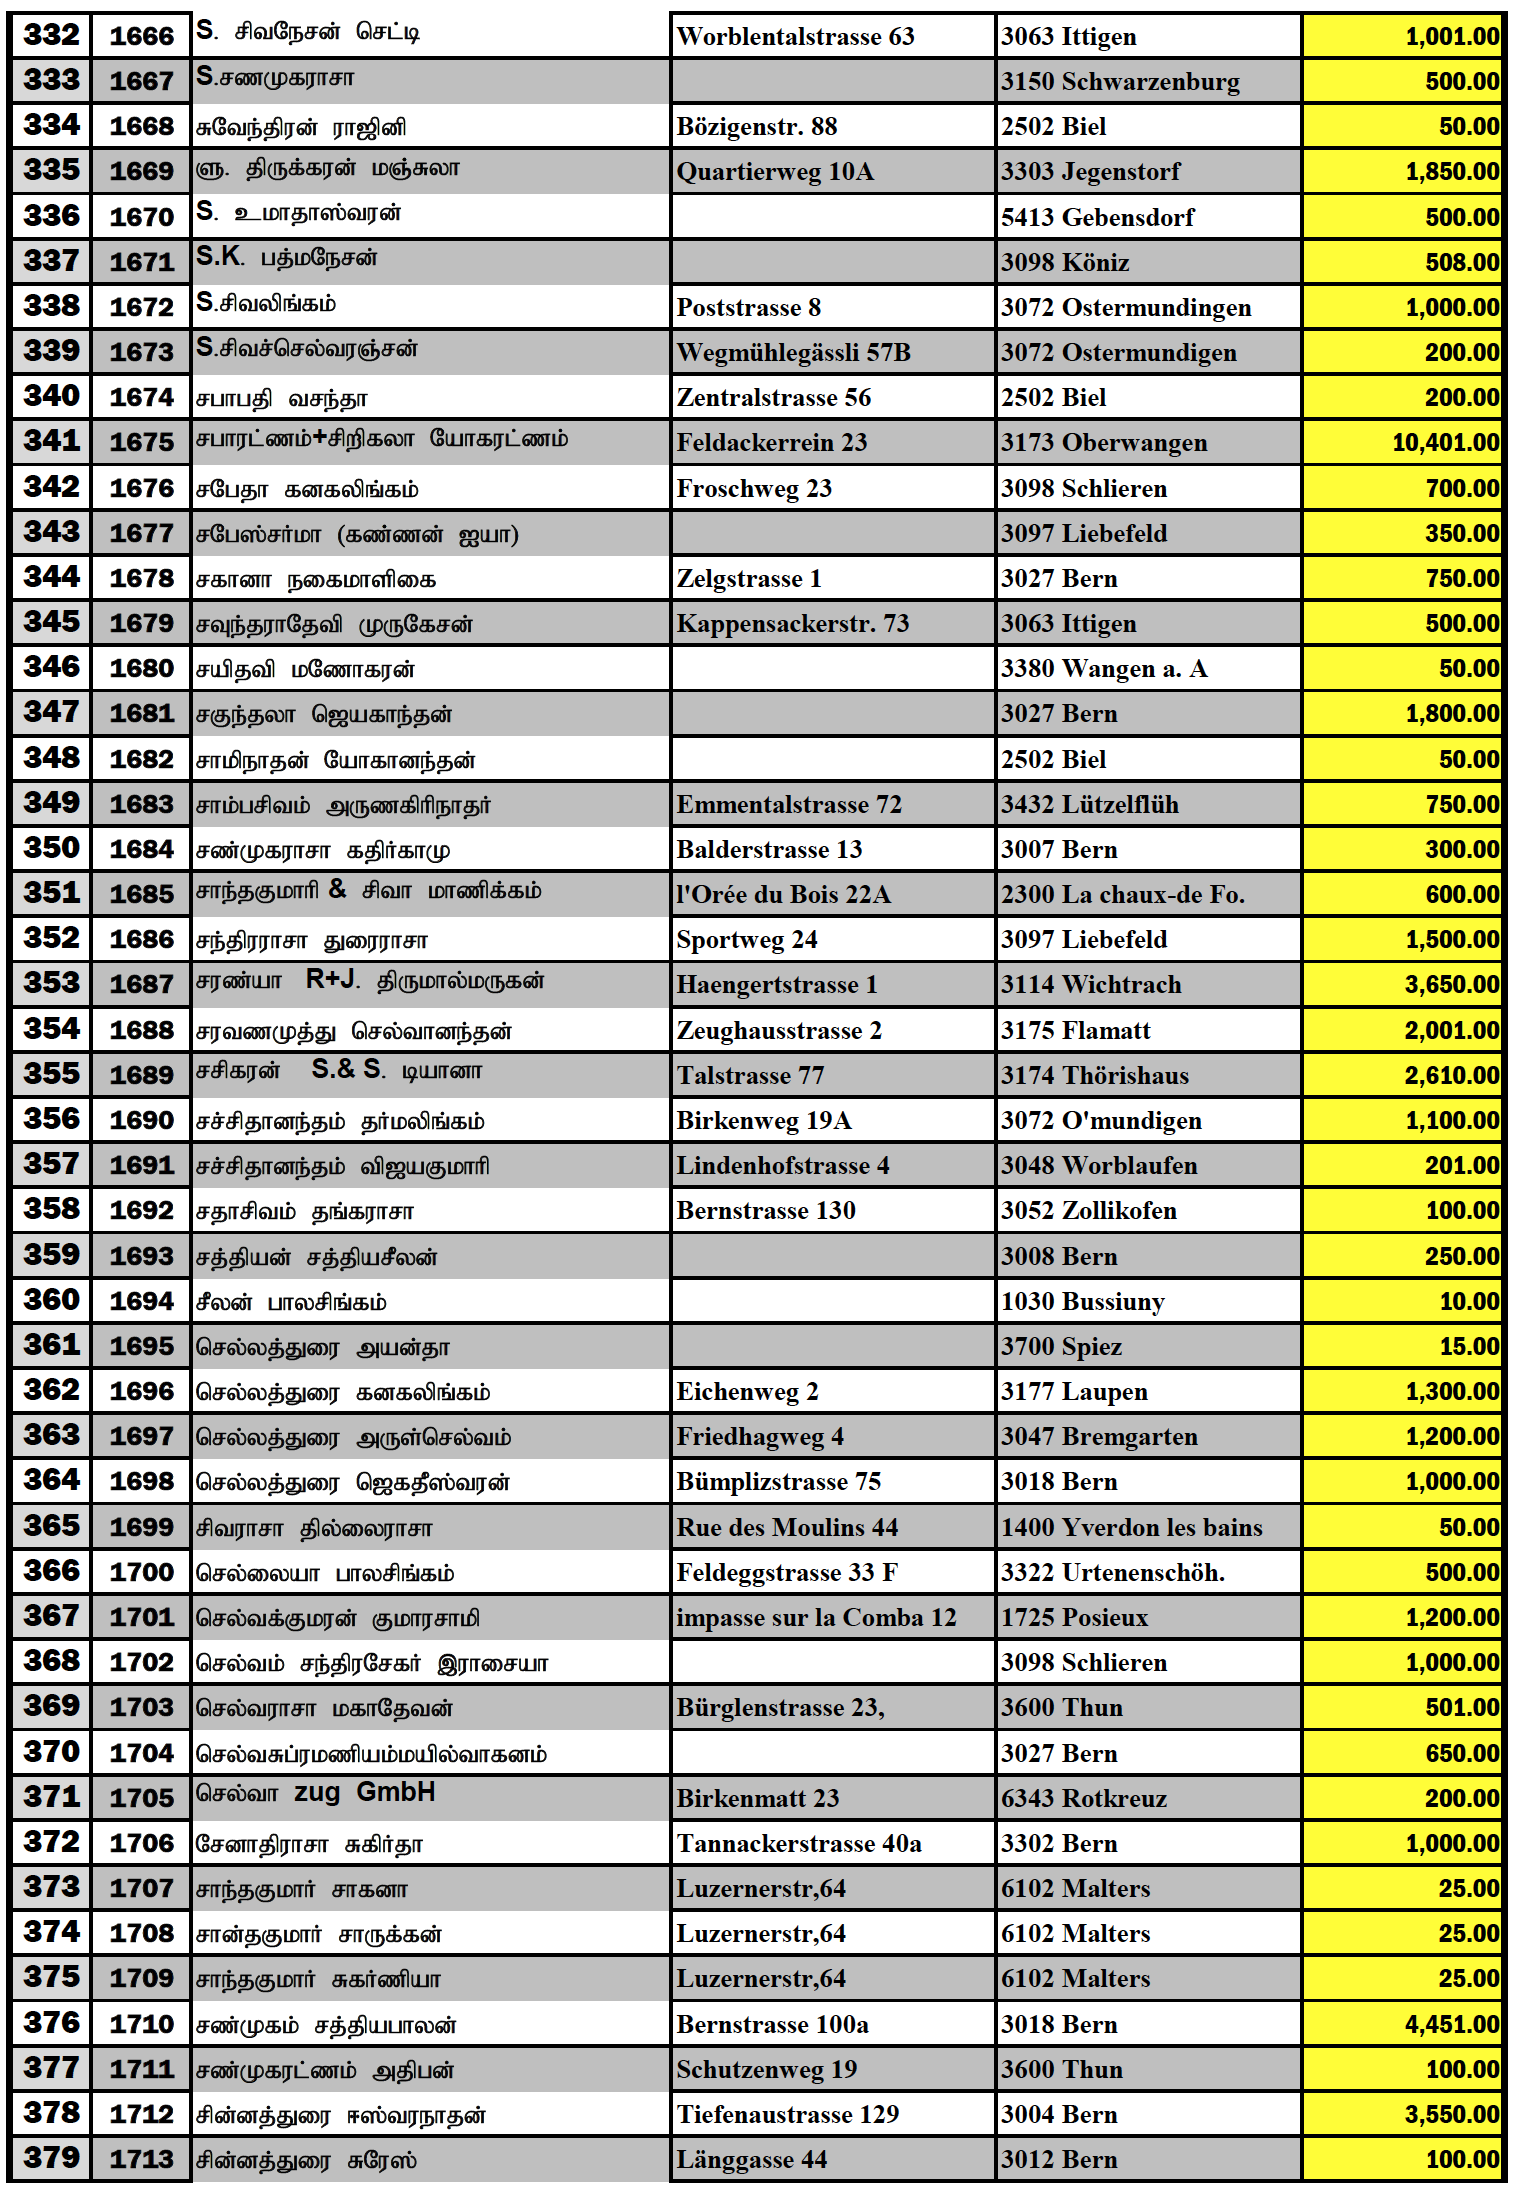 332 1666 S. சிவநேசன் செட்டி Worblentalstrasse 63 3063 Ittigen 1,001.00
333 1667 S.சணமுகராசா 3150 Schwarzenburg 500.00
334 1668 சுவேந்திரன் ராஜினி Bözigenstr. 88 2502 Biel 50.00
335 1669 ளு. திருக்கரன் மஞ்சுலா Quartierweg 10A 3303 Jegenstorf 1,850.00
336 1670 S. உமாதாஸ்வரன் 5413 Gebensdorf 500.00
337 1671 S.K. பத்மநேசன் 3098 Köniz 508.00
338 1672 S.சிவலிங்கம் Poststrasse 8 3072 Ostermundingen 1,000.00
339 1673 S.சிவச்செல்வரஞ்சன் Wegmühlegässli 57B 3072 Ostermundigen 200.00
340 1674 சபாபதி வசந்தா Zentralstrasse 56 2502 Biel 200.00
341 1675 சபாரட்ணம்+சிறிகலா யோகரட்ணம் Feldackerrein 23 3173 Oberwangen 10,401.00
342 1676 சபேதா கனகலிங்கம் Froschweg 23 3098 Schlieren 700.00
343 1677 சபேஸ்சர்மா (கண்ணன் ஐயா) 3097 Liebefeld 350.00
344 1678 சகானா நகைமாளிகை Zelgstrasse 1 3027 Bern 750.00
345 1679 சவுந்தராதேவி முருகேசன் Kappensackerstr. 73 3063 Ittigen 500.00
346 1680 சயிதவி மணோகரன் 3380 Wangen a. A 50.00
347 1681 சகுந்தலா ஜெயகாந்தன் 3027 Bern 1,800.00
348 1682 சாமிநாதன் யோகானந்தன் 2502 Biel 50.00
349 1683 சாம்பசிவம் அருணகிரிநாதர் Emmentalstrasse 72 3432 Lützelflüh 750.00
350 1684 சண்முகராசா கதிர்காமு Balderstrasse 13 3007 Bern 300.00
351 1685 சாந்தகுமாரி & சிவா மாணிக்கம் l'Orée du Bois 22A 2300 La chaux-de Fo. 600.00
352 1686 சந்திரராசா துரைராசா Sportweg 24 3097 Liebefeld 1,500.00
353 1687 சரண்யா R+J. திருமால்மருகன் Haengertstrasse 1 3114 Wichtrach 3,650.00
354 1688 சரவணமுத்து செல்வானந்தன் Zeughausstrasse 2 3175 Flamatt 2,001.00
355 1689 சசிகரன் S.& S. டியானா Talstrasse 77 3174 Thörishaus 2,610.00
356 1690 சச்சிதானந்தம் தர்மலிங்கம் Birkenweg 19A 3072 O'mundigen 1,100.00
357 1691 சச்சிதானந்தம் விஜயகுமாரி Lindenhofstrasse 4 3048 Worblaufen 201.00
358 1692 சதாசிவம் தங்கராசா Bernstrasse 130 3052 Zollikofen 100.00
359 1693 சத்தியன் சத்தியசீலன் 3008 Bern 250.00
360 1694 சீலன் பாலசிங்கம் 1030 Bussiuny 10.00
361 1695 செல்லத்துரை அயன்தா 3700 Spiez 15.00
362 1696 செல்லத்துரை கனகலிங்கம் Eichenweg 2 3177 Laupen 1,300.00
363 1697 செல்லத்துரை அருள்செல்வம் Friedhagweg 4 3047 Bremgarten 1,200.00
364 1698 செல்லத்துரை ஜெகதீஸ்வரன் Bümplizstrasse 75 3018 Bern 1,000.00
365 1699 சிவராசா தில்லைராசா Rue des Moulins 44 1400 Yverdon les bains 50.00
366 1700 செல்லையா பாலசிங்கம் Feldeggstrasse 33 F 3322 Urtenenschöh. 500.00
367 1701 செல்வக்குமரன் குமாரசாமி impasse sur la Comba 12 1725 Posieux 1,200.00
368 1702 செல்வம் சந்திரசேகர் இராசையா 3098 Schlieren 1,000.00
369 1703 செல்வராசா மகாதேவன் Bürglenstrasse 23, 3600 Thun 501.00
370 1704 செல்வசுப்ரமணியம்மயில்வாகனம் 3027 Bern 650.00
371 1705 செல்வா zug GmbH Birkenmatt 23 6343 Rotkreuz 200.00
372 1706 சேனாதிராசா சுகிர்தா Tannackerstrasse 40a 3302 Bern 1,000.00
373 1707 சாந்தகுமார் சாகனா Luzernerstr,64 6102 Malters 25.00
374 1708 சான்தகுமார் சாருக்கன் Luzernerstr,64 6102 Malters 25.00
375 1709 சாந்தகுமார் சுகர்ணியா Luzernerstr,64 6102 Malters 25.00
376 1710 சண்முகம் சத்தியபாலன் Bernstrasse 100a 3018 Bern 4,451.00
377 1711 சண்முகரட்ணம் அதிபன் Schutzenweg 19 3600 Thun 100.00
378 1712 சின்னத்துரை ஈஸ்வரநாதன் Tiefenaustrasse 129 3004 Bern 3,550.00
379 1713 சின்னத்துரை சுரேஸ் Länggasse 44 3012 Bern 100.00